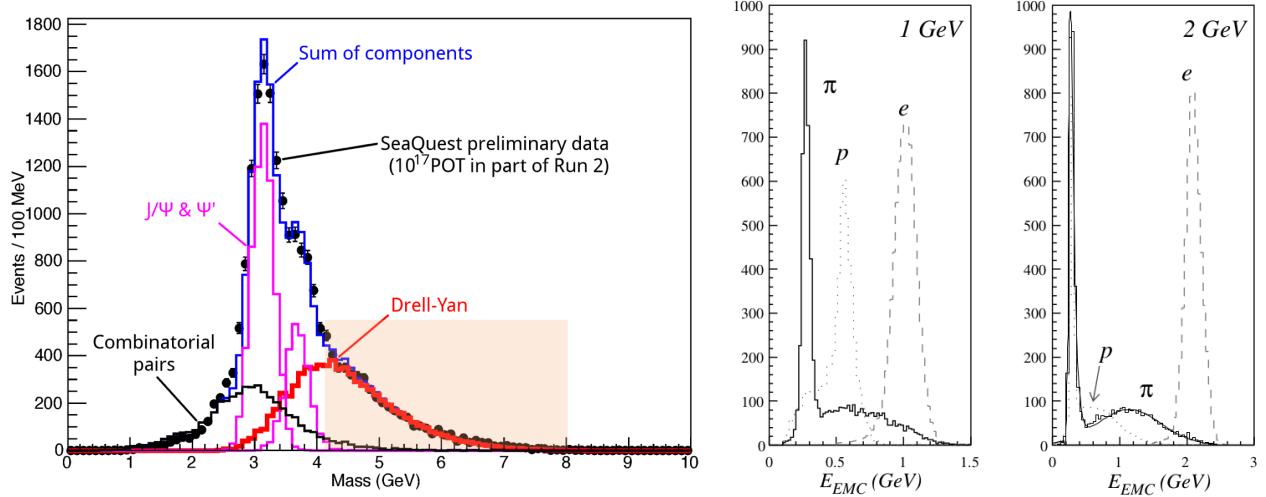 1800
1600
1400
1200
1000
800
600
400
200
0
Events / 100 MeV
Sum of components
SeaQuest preliminary data
(10¹⁷POT in part of Run 2)
J/Ψ & Ψ'
Drell-Yan
Combinatorial
pairs
0 1 2 3 4 5 6 7 8 9 10
Mass (GeV)
1 GeV
1000
900
800
700
600
500
400
300
200
100
0
π
p
e
0 0.5 1 1.5
E_EMC (GeV)
2 GeV
1000
900
800
700
600
500
400
300
200
100
0
e
p
π
0 1 2 3
E_EMC (GeV)